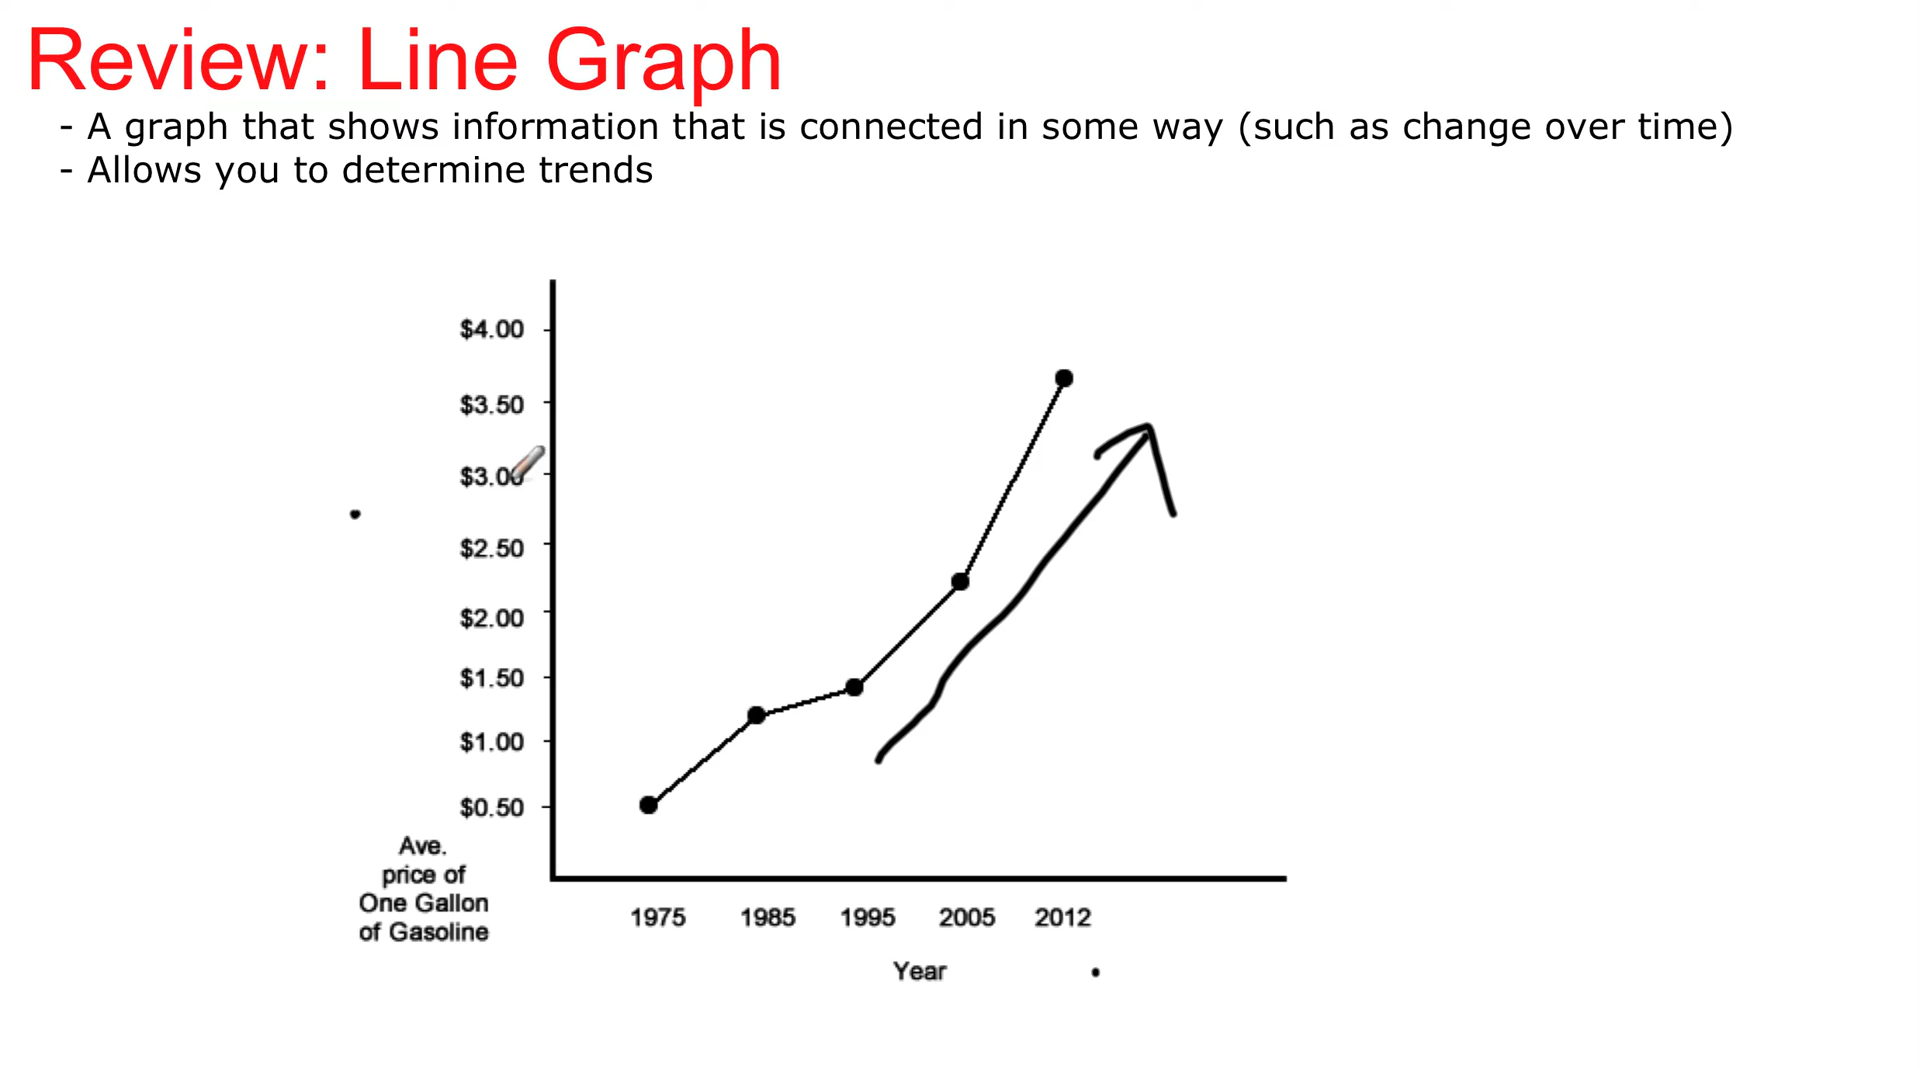 Review: Line Graph
- A graph that shows information that is connected in some way (such as change over time)
- Allows you to determine trends
$4.00
$3.50
$3.00
$2.50
$2.00
$1.50
$1.00
$0.50
Ave.
price of
One Gallon
of Gasoline
1975 1985 1995 2005 2012
Year